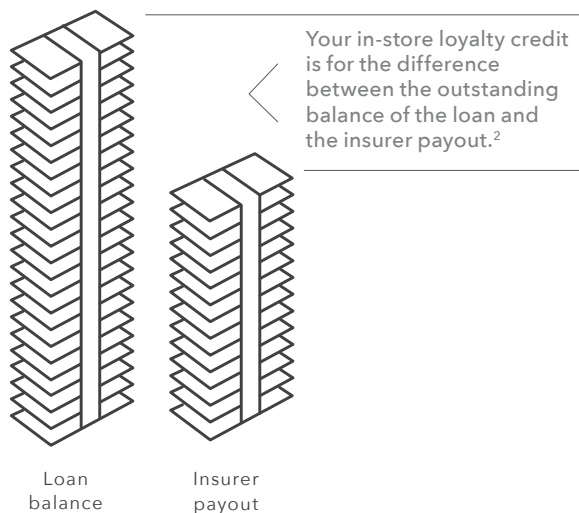 Your in-store loyalty credit
is for the difference
between the outstanding
balance of the loan and
the insurer payout.²
Loan
balance
Insurer
payout